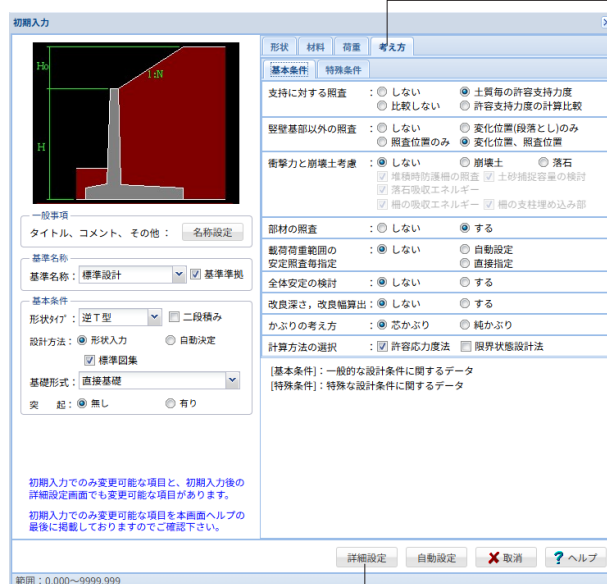 初期入力
Ho
1:N
H
一般事項
タイトル、コメント、その他： 名称設定
基準名称
基準名称：標準設計 基準準拠
基本条件
形状ﾀｲﾌﾟ：逆Ｔ型 二段積み
設計方法：形状入力 自動決定
標準図集
基礎形式：直接基礎
突　起：無し 有り
初期入力でのみ変更可能な項目と、初期入力後の
詳細設定画面でも変更可能な項目があります。
初期入力でのみ変更可能な項目を本画面ヘルプの
最後に掲載しておりますのでご確認下さい。
形状 材料 荷重 考え方
基本条件 特殊条件
支持に対する照査 ：しない 土質毎の許容支持力度
比較しない 許容支持力度の計算比較
竪壁基部以外の照査 ：しない 変化位置(段落とし)のみ
照査位置のみ 変化位置、照査位置
衝撃力と崩壊土考慮 ：しない 崩壊土 落石
堆積時防護柵の照査 土砂捕捉容量の検討
落石吸収エネルギー
柵の吸収エネルギー 柵の支柱埋め込み部
部材の照査 ：しない する
載荷荷重範囲の ：しない 自動設定
安定照査毎指定 直接指定
全体安定の検討 ：しない する
改良深さ，改良幅算出：しない する
かぶりの考え方 ：芯かぶり 純かぶり
計算方法の選択 ：許容応力度法 限界状態設計法
[基本条件]：一般的な設計条件に関するデータ
[特殊条件]：特殊な設計条件に関するデータ
詳細設定 自動設定 取消 ヘルプ
範囲：0.000～9999.999